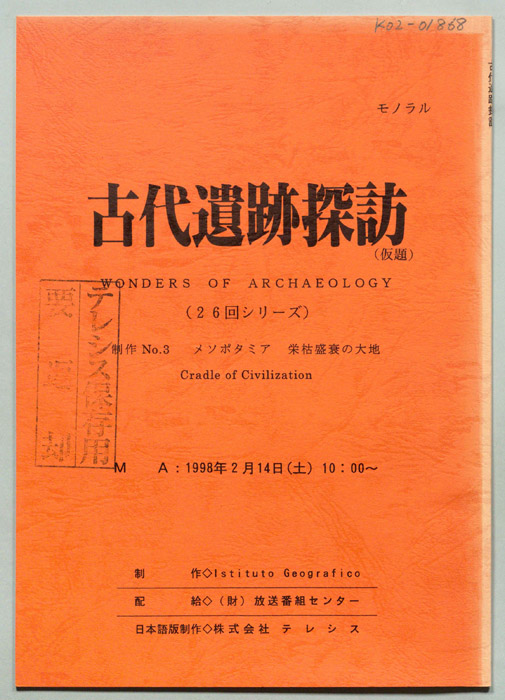 K02-01868
モノラル
古代遺跡探訪
(仮題)
WONDERS OF ARCHAEOLOGY
(26回シリーズ)
制作 No.3 メソポタミア 栄枯盛衰の大地
Cradle of Civilization
テレシス保存用
要
M A:1998年2月14日(土) 10:00~
制 作◇Istituto Geografico
配 給◇(財)放送番組センター
日本語版制作◇株式会社 テレシス